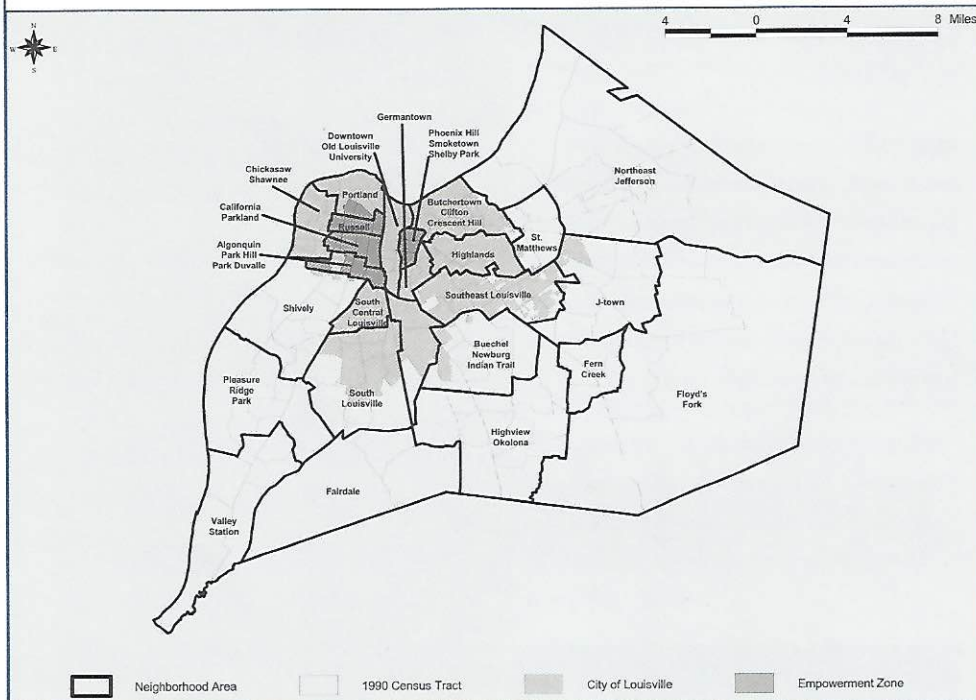 N
W E
S
4 0 4 8 Miles
Germantown
Downtown
Old Louisville
University
Phoenix Hill
Smoketown
Shelby Park
Northeast
Jefferson
Chickasaw
Shawnee
Portland
California
Parkland
Russell
Butchertown
Clifton
Crescent Hill
Algonquin
Park Hill
Park Duvalle
St.
Matthews
Highlands
Southeast Louisville
J-town
Shively
South
Central
Louisville
Buechel
Newburg
Indian Trail
Fern
Creek
Pleasure
Ridge
Park
South
Louisville
Floyd's
Fork
Highview
Okolona
Fairdale
Valley
Station
Neighborhood Area
1990 Census Tract
City of Louisville
Empowerment Zone